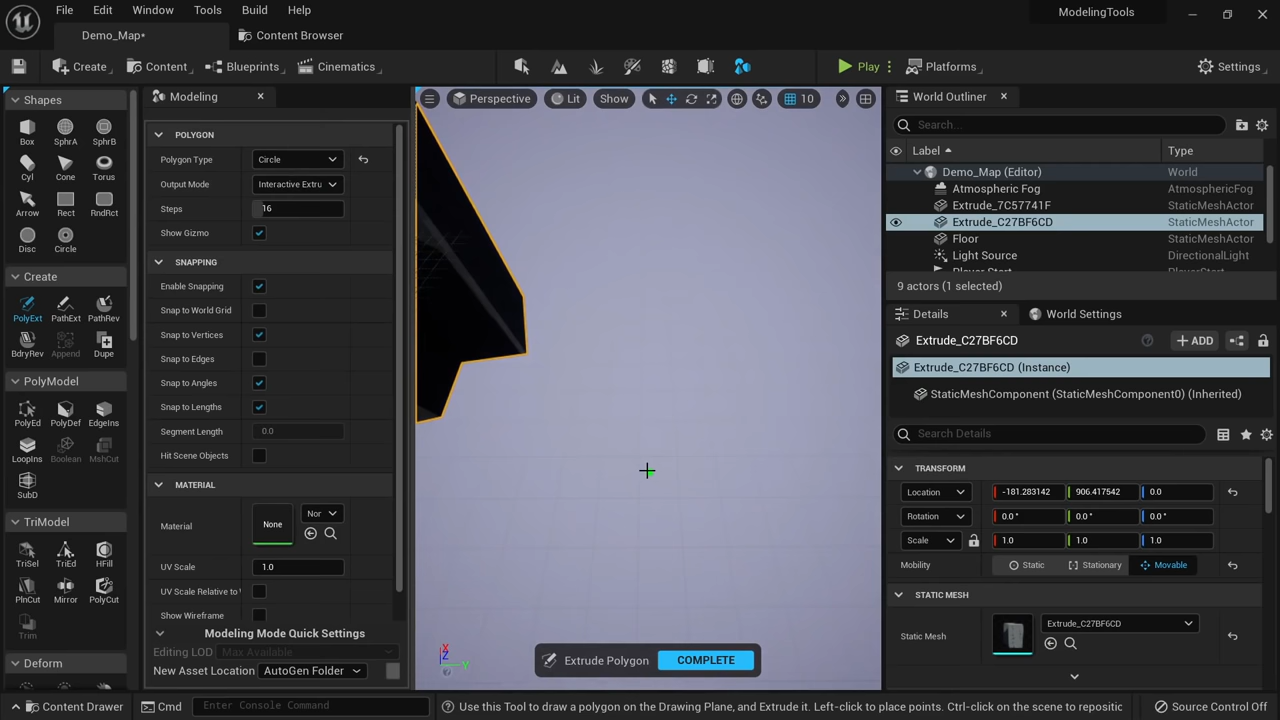 File Edit Window Tools Build Help ModelingTools
Demo_Map* Content Browser
Create Content Blueprints Cinematics Play Platforms Settings
Shapes
Box SphrA SphrB
Cyl Cone Torus
Arrow Rect RndRct
Disc Circle
Create
PolyExt PathExt PathRev
BdryRev Append Dupe
PolyModel
PolyEd PolyDef EdgeIns
LoopIns Boolean MshCut
SubD
TriModel
TriSel TriEd HFill
PlnCut Mirror PolyCut
Trim
Deform
Modeling
POLYGON
Polygon Type Circle
Output Mode Interactive Extru
Steps 16
Show Gizmo
SNAPPING
Enable Snapping
Snap to World Grid
Snap to Vertices
Snap to Edges
Snap to Angles
Snap to Lengths
Segment Length 0.0
Hit Scene Objects
MATERIAL
Material None Nor
UV Scale 1.0
UV Scale Relative to
Show Wireframe
Modeling Mode Quick Settings
Editing LOD Max Available
New Asset Location AutoGen Folder
Perspective Lit Show 10
X
Z
Y
Extrude Polygon COMPLETE
World Outliner
Search...
Label Type
Demo_Map (Editor) World
Atmospheric Fog AtmosphericFog
Extrude_7C57741F StaticMeshActor
Extrude_C27BF6CD StaticMeshActor
Floor StaticMeshActor
Light Source DirectionalLight
9 actors (1 selected)
Details World Settings
Extrude_C27BF6CD ADD
Extrude_C27BF6CD (Instance)
StaticMeshComponent (StaticMeshComponent0) (Inherited)
Search Details
TRANSFORM
Location -181.283142 906.417542 0.0
Rotation 0.0 ° 0.0 ° 0.0 °
Scale 1.0 1.0 1.0
Mobility Static Stationary Movable
STATIC MESH
Static Mesh Extrude_C27BF6CD
Content Drawer Cmd Enter Console Command Use this Tool to draw a polygon on the Drawing Plane, and Extrude it. Left-click to place points. Ctrl-click on the scene to repositic Source Control Off